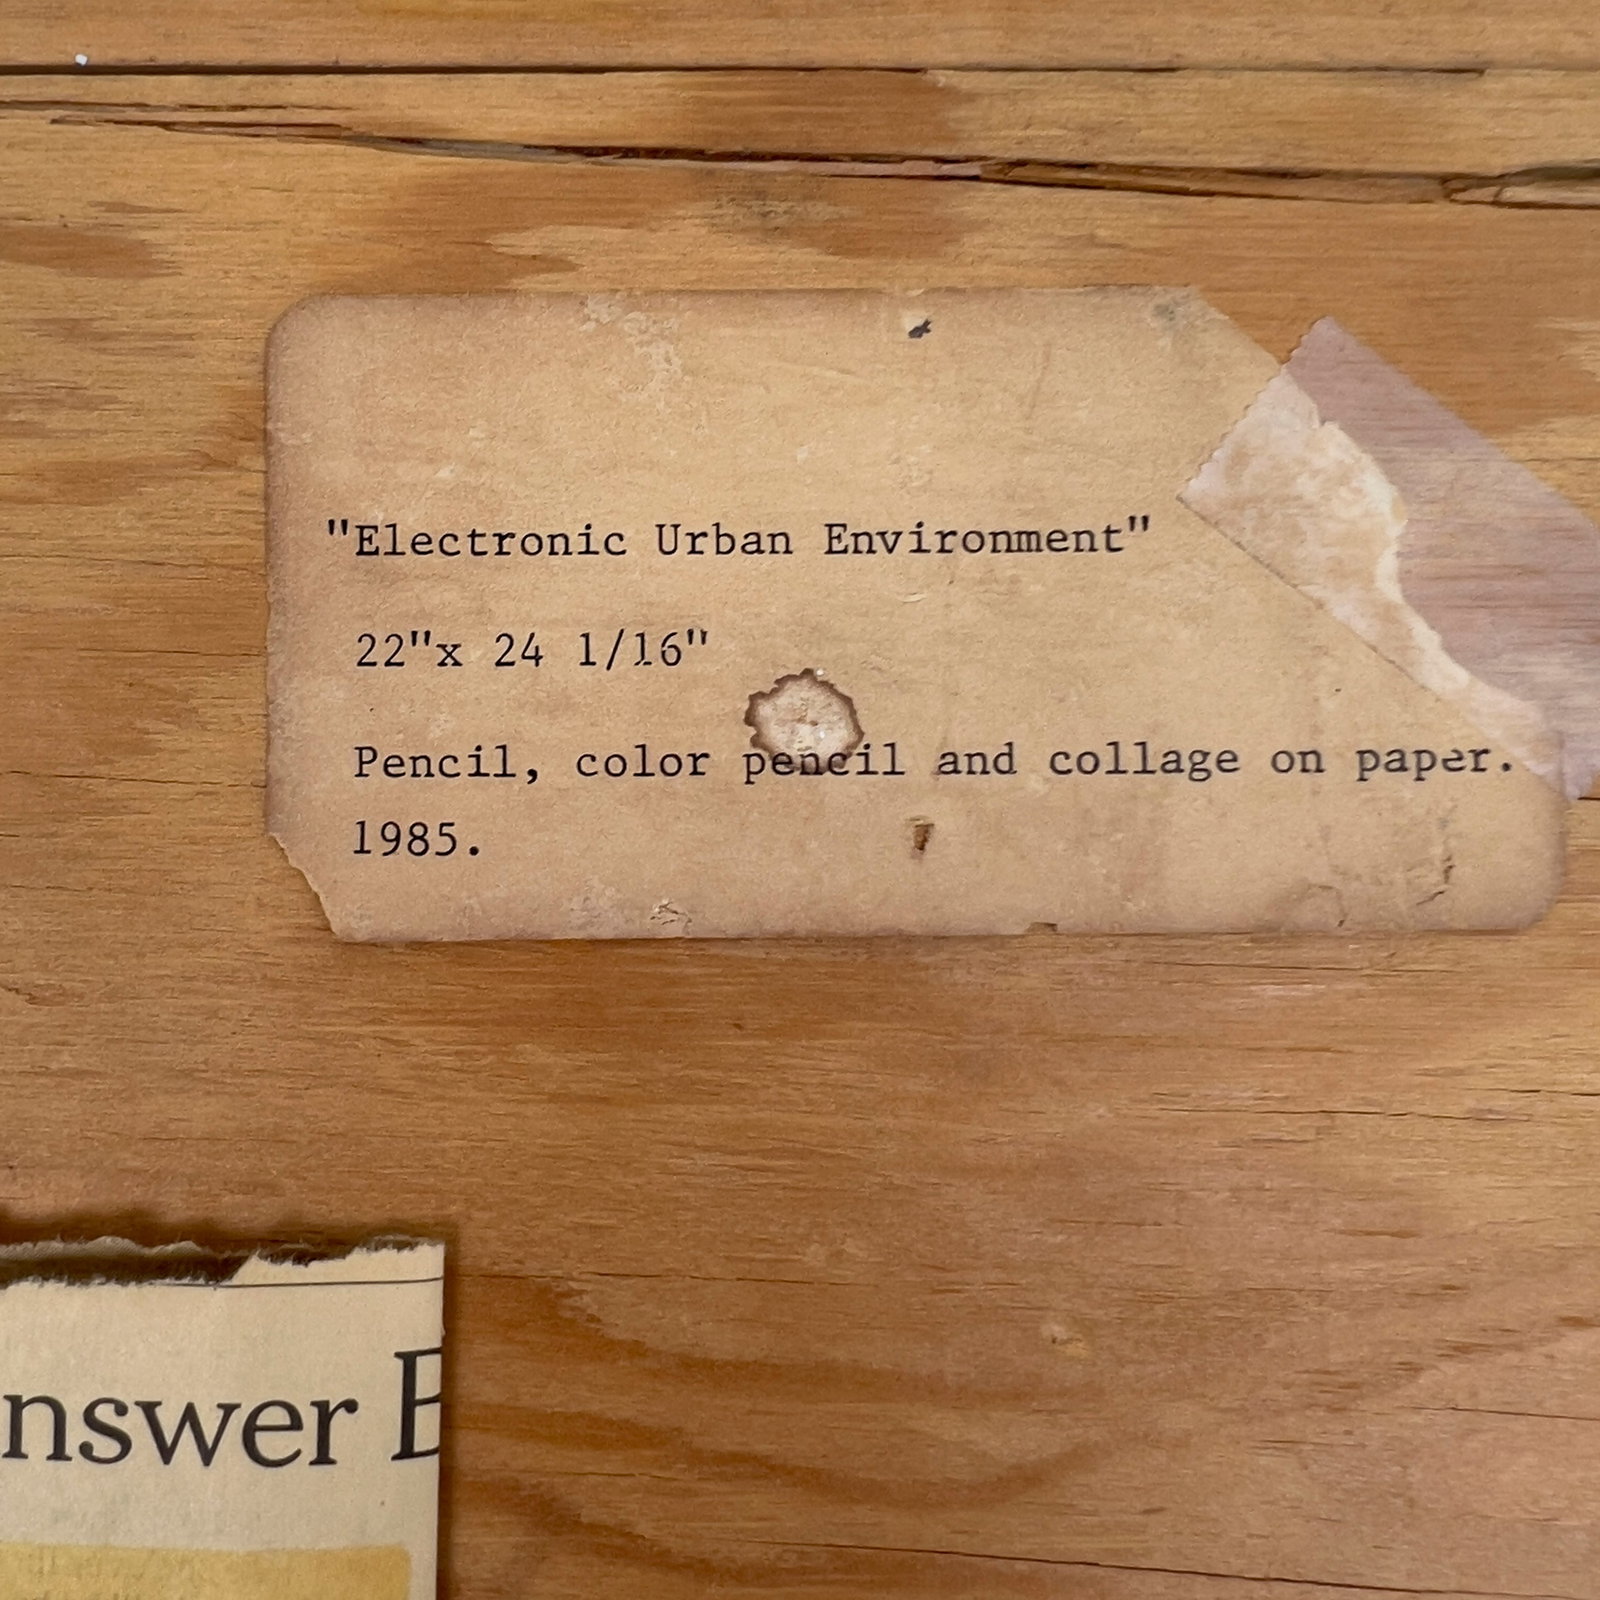 "Electronic Urban Environment"
22"x 24 1/16"
Pencil, color pencil and collage on paper.
1985.
nswer